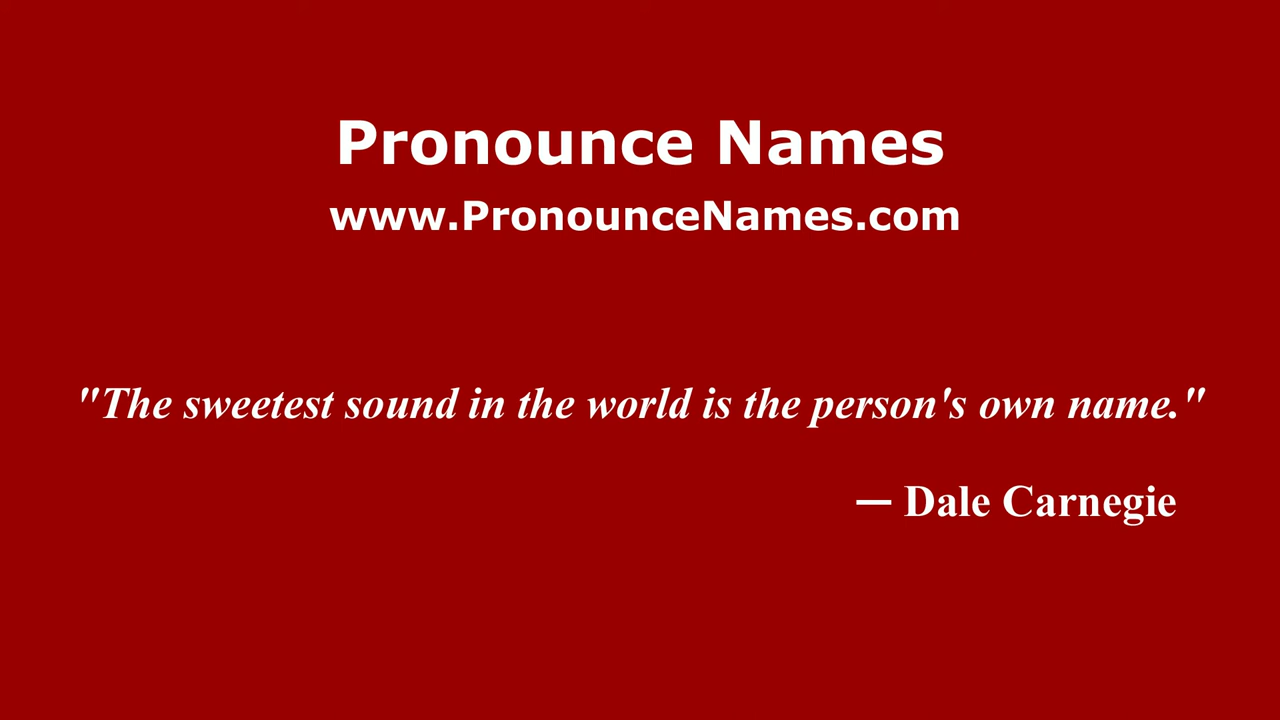 Pronounce Names
www.PronounceNames.com
"The sweetest sound in the world is the person's own name."
— Dale Carnegie